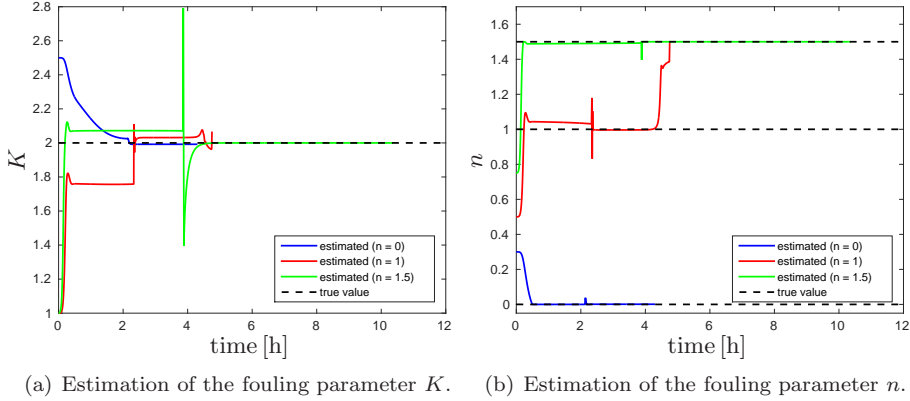 2.8
2.6
2.4
2.2
2
1.8
1.6
1.4
1.2
1
K
0 2 4 6 8 10 12
time [h]
estimated (n = 0)
estimated (n = 1)
estimated (n = 1.5)
true value
(a) Estimation of the fouling parameter K.
1.6
1.4
1.2
1
0.8
0.6
0.4
0.2
0
n
0 2 4 6 8 10 12
time [h]
estimated (n = 0)
estimated (n = 1)
estimated (n = 1.5)
true value
(b) Estimation of the fouling parameter n.